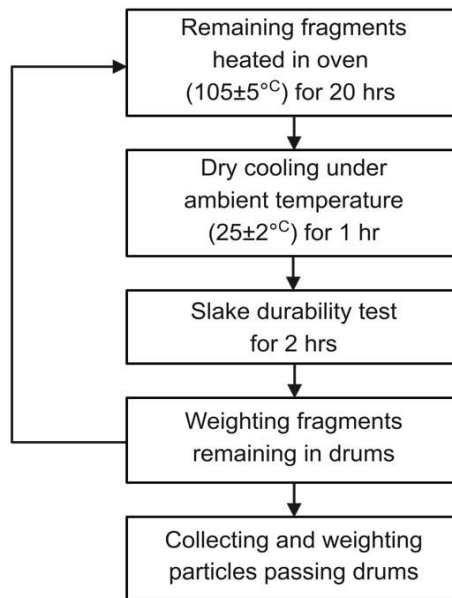 Remaining fragments
heated in oven
(105±5°C) for 20 hrs
Dry cooling under
ambient temperature
(25±2°C) for 1 hr
Slake durability test
for 2 hrs
Weighting fragments
remaining in drums
Collecting and weighting
particles passing drums